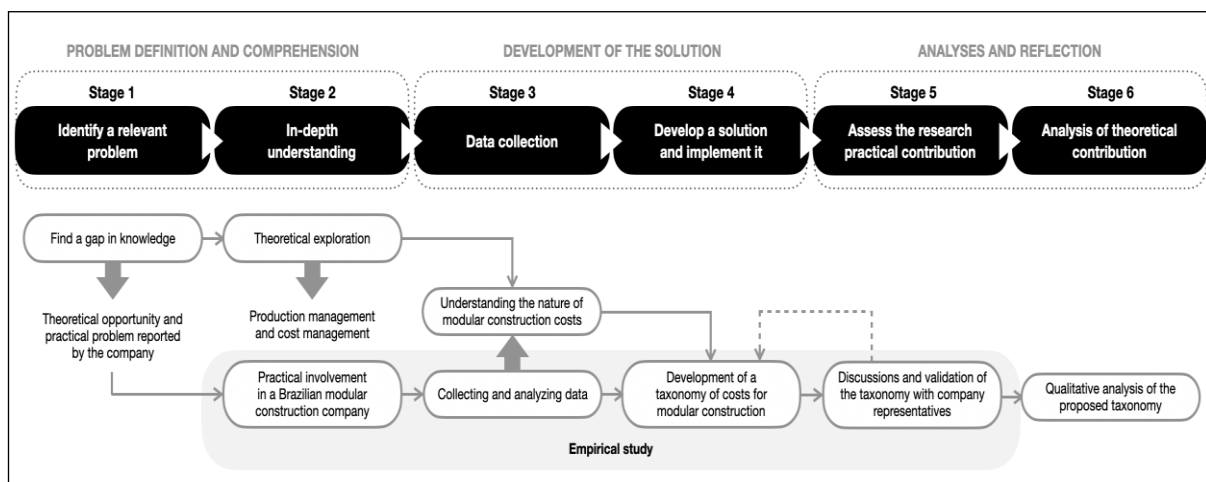 PROBLEM DEFINITION AND COMPREHENSION
DEVELOPMENT OF THE SOLUTION
ANALYSES AND REFLECTION
Stage 1
Stage 2
Stage 3
Stage 4
Stage 5
Stage 6
Identify a relevant
problem
In-depth
understanding
Data collection
Develop a solution
and implement it
Assess the research
practical contribution
Analysis of theoretical
contribution
Find a gap in knowledge
Theoretical exploration
Theoretical opportunity and
practical problem reported
by the company
Production management
and cost management
Understanding the nature of
modular construction costs
Practical involvement
in a Brazilian modular
construction company
Collecting and analyzing data
Development of a
taxonomy of costs for
modular construction
Discussions and validation of
the taxonomy with company
representatives
Qualitative analysis of the
proposed taxonomy
Empirical study